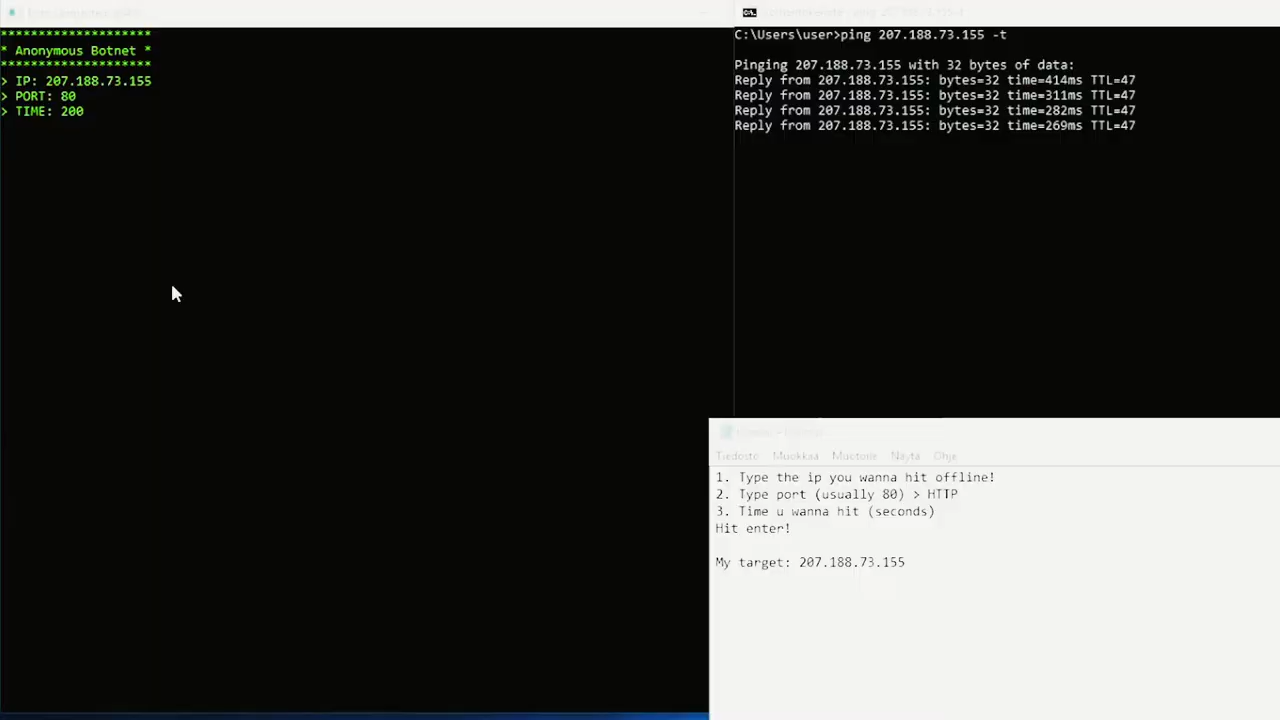 ********************
* Anonymous Botnet *
********************
> IP: 207.188.73.155
> PORT: 80
> TIME: 200
C:\Users\user>ping 207.188.73.155 -t
Pinging 207.188.73.155 with 32 bytes of data:
Reply from 207.188.73.155: bytes=32 time=414ms TTL=47
Reply from 207.188.73.155: bytes=32 time=311ms TTL=47
Reply from 207.188.73.155: bytes=32 time=282ms TTL=47
Reply from 207.188.73.155: bytes=32 time=269ms TTL=47
Tiedosto Muokkaa Muotoile Näytä Ohje
1. Type the ip you wanna hit offline!
2. Type port (usually 80) > HTTP
3. Time u wanna hit (seconds)
Hit enter!
My target: 207.188.73.155